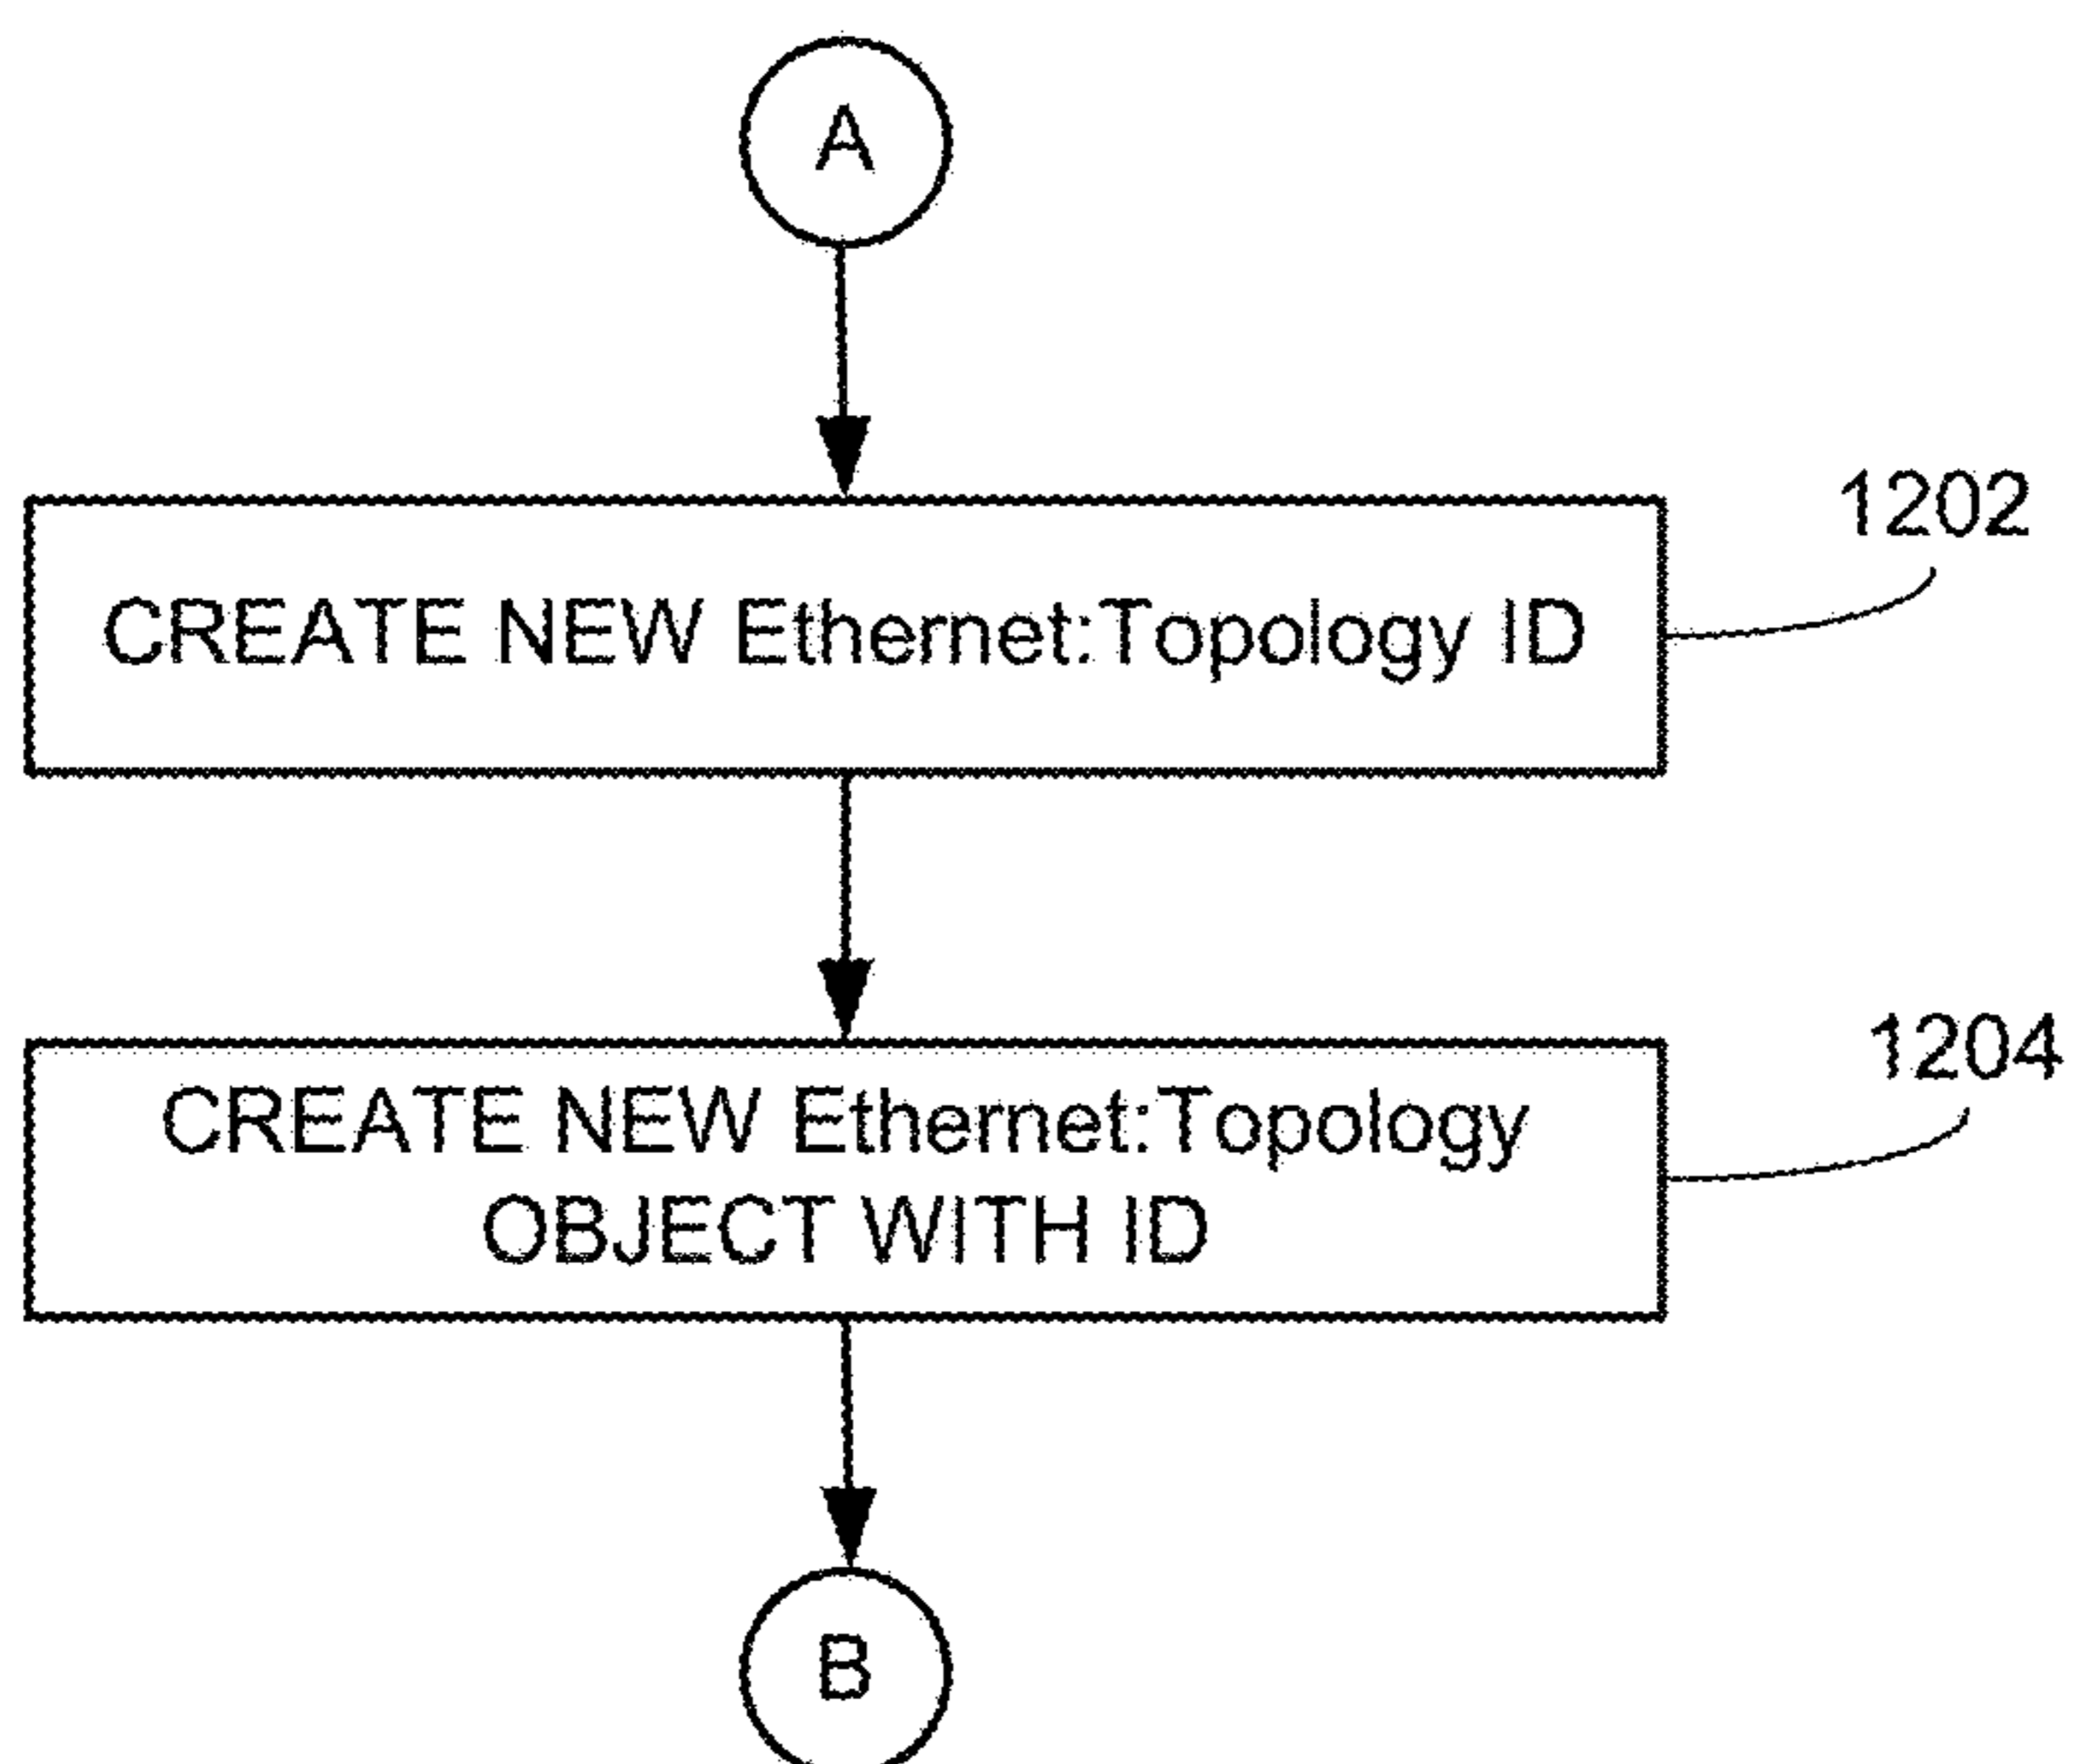 A
1202
CREATE NEW Ethernet:Topology ID
1204
CREATE NEW Ethernet:Topology
OBJECT WITH ID
B